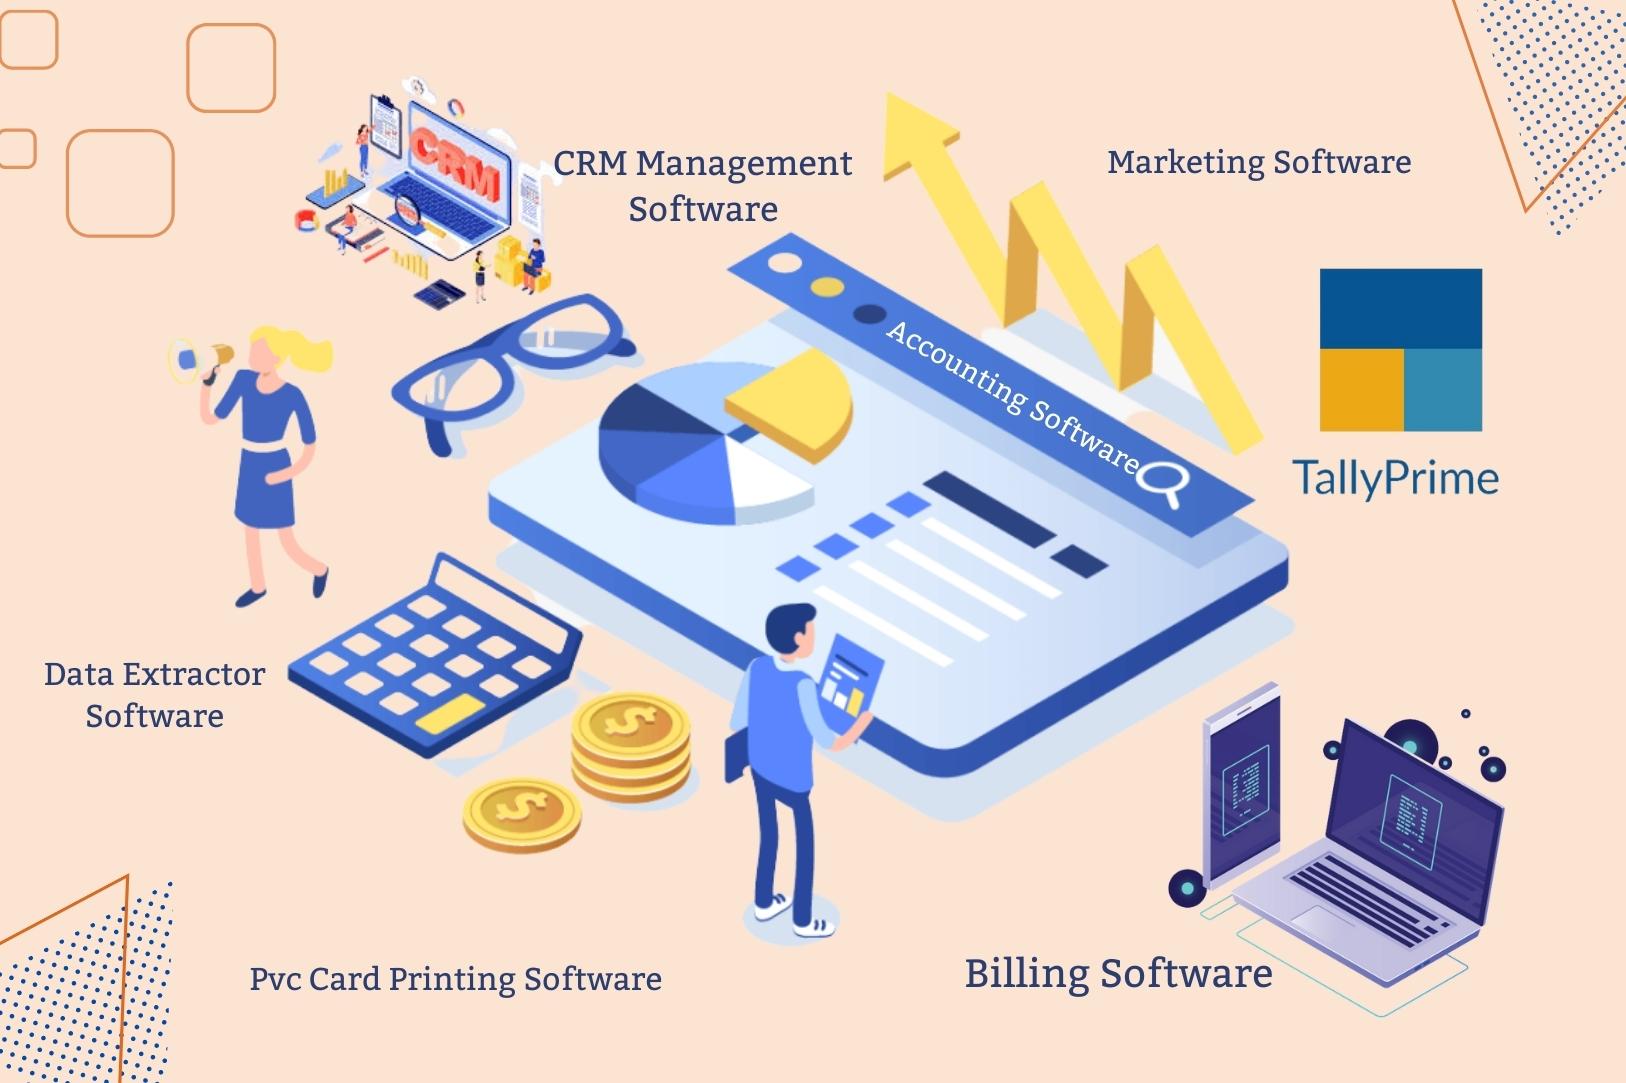 CRM
CRM Management
Software
Marketing Software
Accounting Software
TallyPrime
Data Extractor
Software
Pvc Card Printing Software
Billing Software